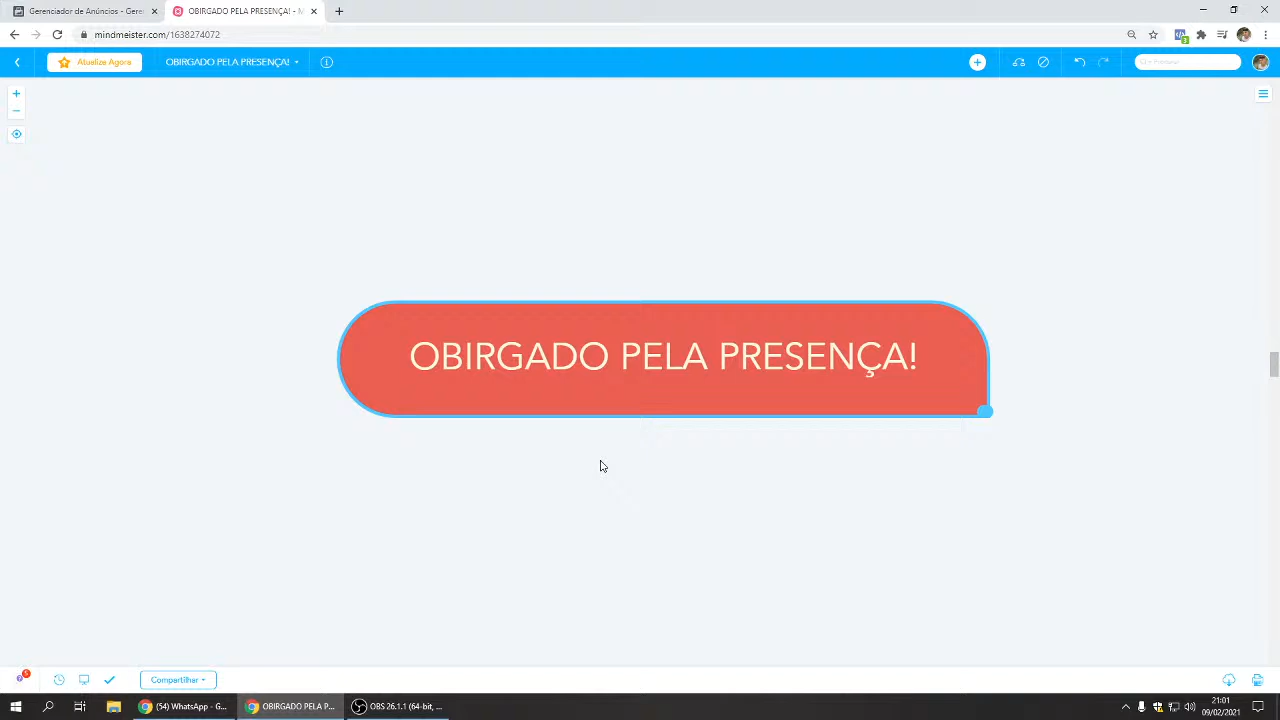 Gerenciador de Anúncios - Geren
OBIRGADO PELA PRESENÇA! - M
mindmeister.com/1638274072
Atualize Agora
OBIRGADO PELA PRESENÇA!
OBIRGADO PELA PRESENÇA!
Compartilhar
(54) WhatsApp - G...
OBIRGADO PELA P...
OBS 26.1.1 (64-bit, ...
21:01
09/02/2021